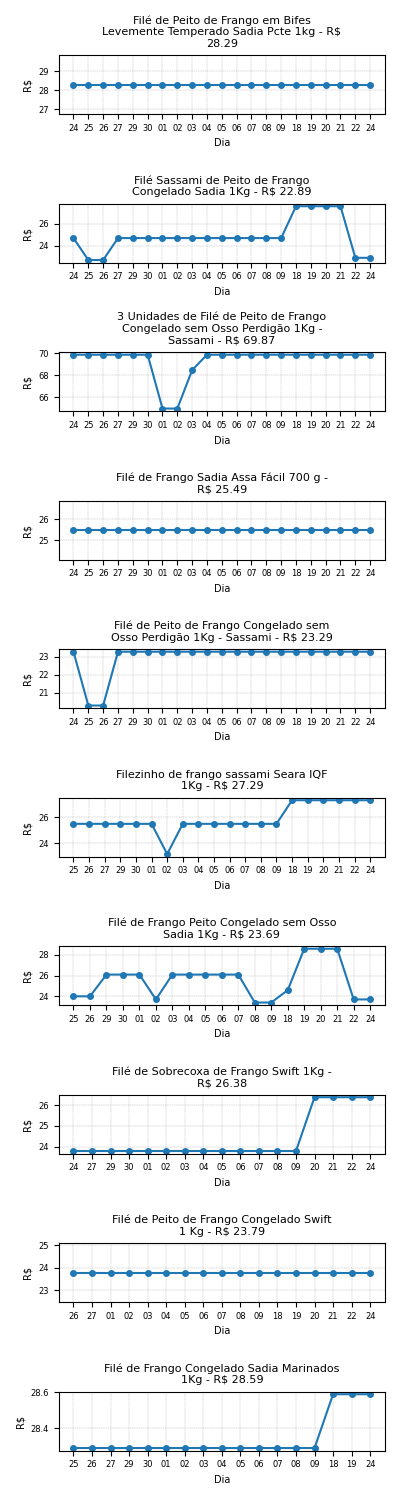 Filé de Peito de Frango em Bifes
Levemente Temperado Sadia Pcte 1kg - R$
28.29
29
28
27
R$
24 25 26 27 29 30 01 02 03 04 05 06 07 08 09 18 19 20 21 22 24
Dia
Filé Sassami de Peito de Frango
Congelado Sadia 1Kg - R$ 22.89
26
24
R$
24 25 26 27 29 30 01 02 03 04 05 06 07 08 09 18 19 20 21 22 24
Dia
3 Unidades de Filé de Peito de Frango
Congelado sem Osso Perdigão 1Kg -
Sassami - R$ 69.87
70
68
66
R$
24 25 26 27 29 30 01 02 03 04 05 06 07 08 09 18 19 20 21 22 24
Dia
Filé de Frango Sadia Assa Fácil 700 g -
R$ 25.49
26
25
R$
24 25 26 27 29 30 01 02 03 04 05 06 07 08 09 18 19 20 21 22 24
Dia
Filé de Peito de Frango Congelado sem
Osso Perdigão 1Kg - Sassami - R$ 23.29
23
22
21
R$
24 25 26 27 29 30 01 02 03 04 05 06 07 08 09 18 19 20 21 22 24
Dia
Filezinho de frango sassami Seara IQF
1Kg - R$ 27.29
26
24
R$
25 26 27 29 30 01 02 03 04 05 06 07 08 09 18 19 20 21 22 24
Dia
Filé de Frango Peito Congelado sem Osso
Sadia 1Kg - R$ 23.69
28
26
24
R$
25 26 29 30 01 02 03 04 05 06 07 08 09 18 19 20 21 22 24
Dia
Filé de Sobrecoxa de Frango Swift 1Kg -
R$ 26.38
26
25
24
R$
24 27 29 30 01 02 03 04 05 06 07 08 09 20 21 22 24
Dia
Filé de Peito de Frango Congelado Swift
1 Kg - R$ 23.79
25
24
23
R$
26 27 01 02 03 04 05 06 07 08 09 18 19 20 21 22 24
Dia
Filé de Frango Congelado Sadia Marinados
1Kg - R$ 28.59
28.6
28.4
R$
25 26 27 29 30 01 02 03 04 05 06 07 08 09 18 19 24
Dia